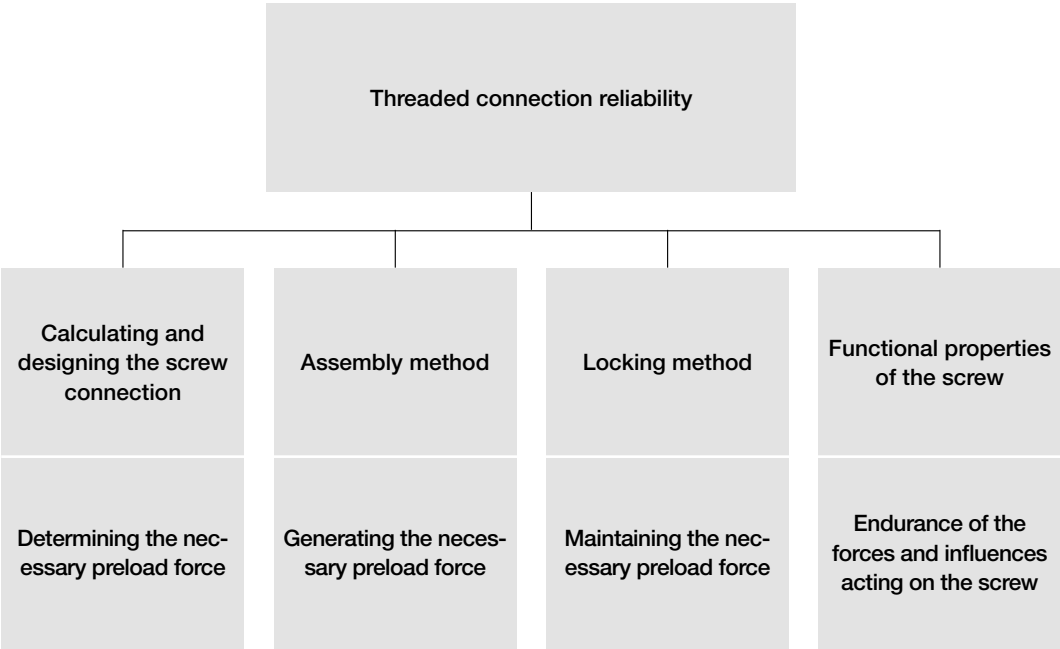 Threaded connection reliability
Calculating and
designing the screw
connection
Assembly method
Locking method
Functional properties
of the screw
Determining the nec-
essary preload force
Generating the neces-
sary preload force
Maintaining the nec-
essary preload force
Endurance of the
forces and influences
acting on the screw